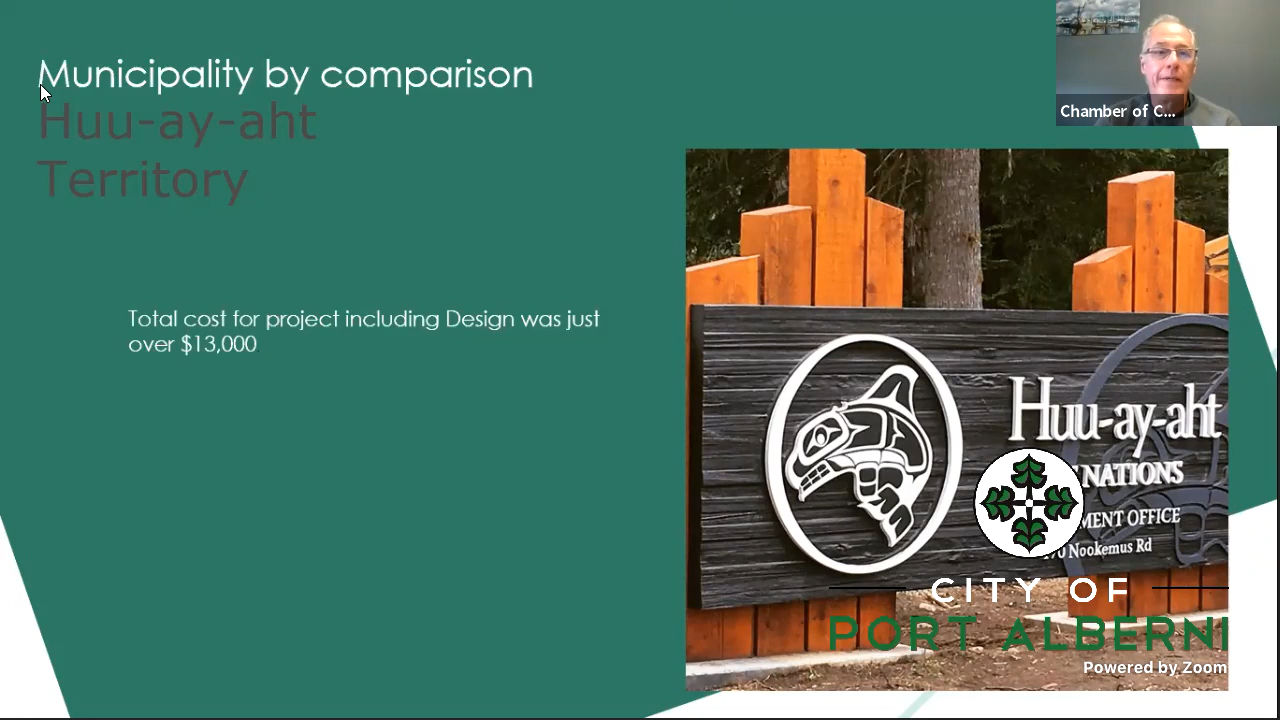 Municipality by comparison
Huu-ay-aht
Territory
Chamber of C...
Total cost for project including Design was just
over $13,000
Huu-ay-aht
NATIONS
MENT OFFICE
70 Nookemus Rd
CITY OF
PORT ALBERNI
Powered by Zoom